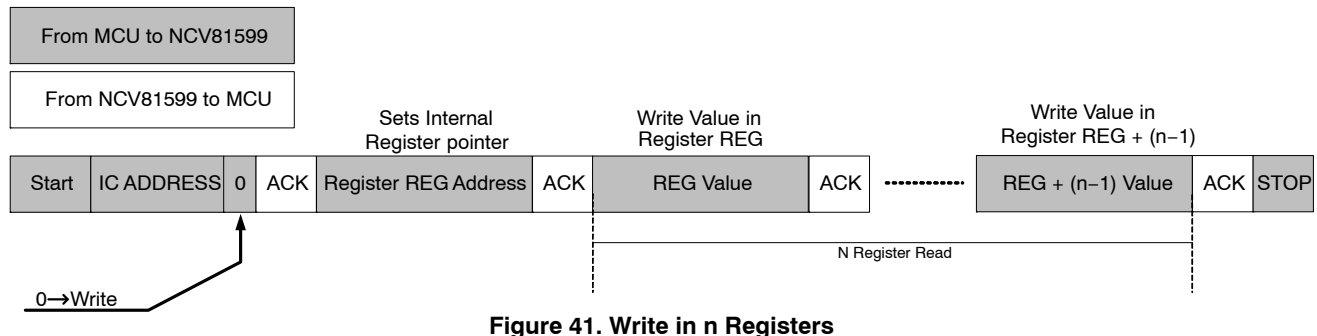 From MCU to NCV81599
From NCV81599 to MCU
Sets Internal
Register pointer
Write Value in
Register REG
Write Value in
Register REG + (n−1)
Start IC ADDRESS 0 ACK Register REG Address ACK REG Value ACK REG + (n−1) Value ACK STOP
N Register Read
0→Write
Figure 41. Write in n Registers